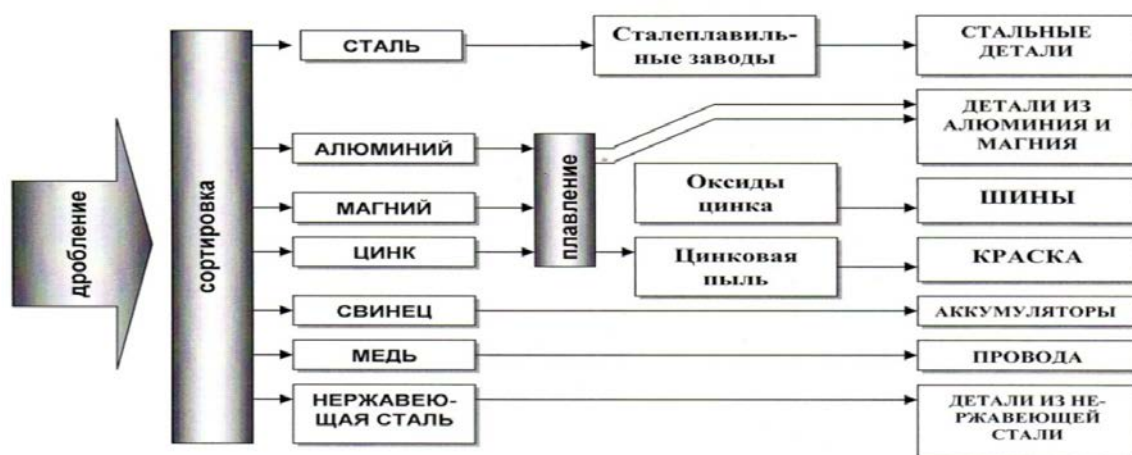 дробление
сортировка
СТАЛЬ
Сталеплавиль-
ные заводы
СТАЛЬНЫЕ
ДЕТАЛИ
АЛЮМИНИЙ
плавление
ДЕТАЛИ ИЗ
АЛЮМИНИЯ И
МАГНИЯ
МАГНИЙ
Оксиды
цинка
ШИНЫ
ЦИНК
Цинковая
пыль
КРАСКА
СВИНЕЦ
АККУМУЛЯТОРЫ
МЕДЬ
ПРОВОДА
НЕРЖАВЕЮ-
ЩАЯ СТАЛЬ
ДЕТАЛИ ИЗ НЕ-
РЖАВЕЮЩЕЙ
СТАЛИ